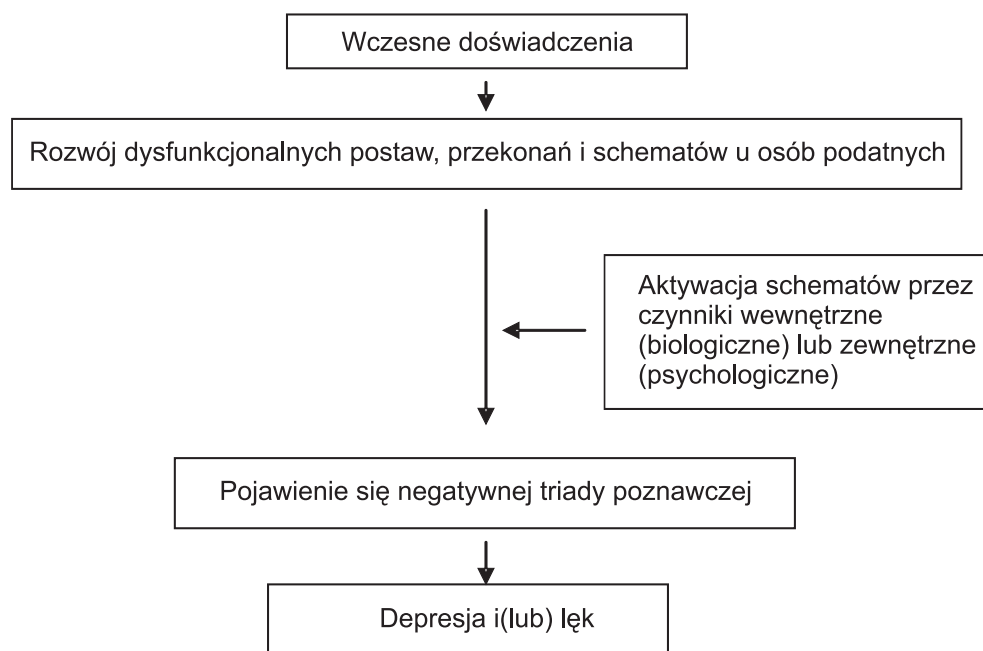 Wczesne doświadczenia
Rozwój dysfunkcjonalnych postaw, przekonań i schematów u osób podatnych
Aktywacja schematów przez
czynniki wewnętrzne
(biologiczne) lub zewnętrzne
(psychologiczne)
Pojawienie się negatywnej triady poznawczej
Depresja i(lub) lęk